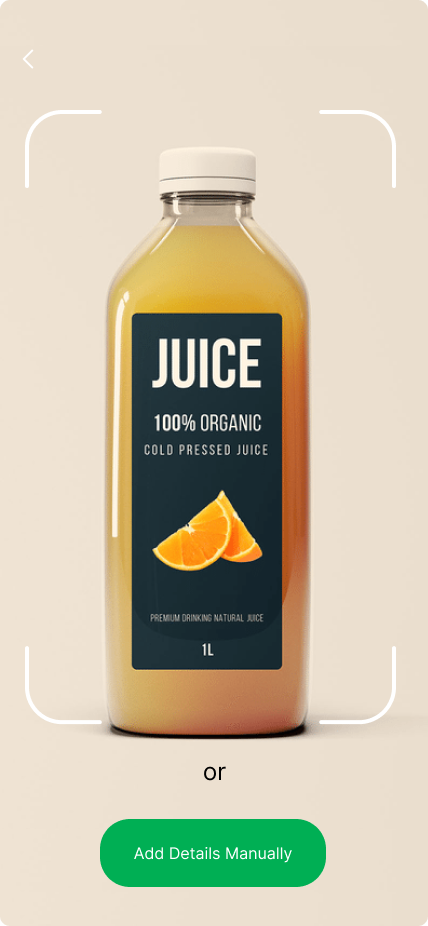 JUICE
100% ORGANIC
COLD PRESSED JUICE
PREMIUM DRINKING NATURAL JUICE
1L
or
Add Details Manually